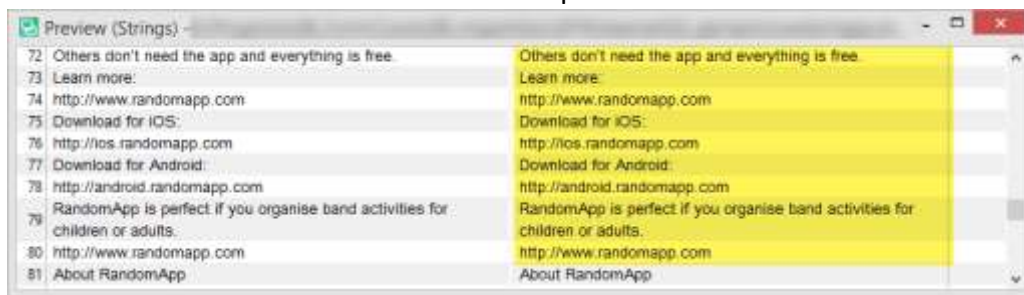 Preview (Strings) -
72 Others don't need the app and everything is free. Others don't need the app and everything is free.
73 Learn more: Learn more:
74 http://www.randomapp.com http://www.randomapp.com
75 Download for iOS: Download for iOS:
76 http://ios.randomapp.com http://ios.randomapp.com
77 Download for Android: Download for Android:
78 http://android.randomapp.com http://android.randomapp.com
79 RandomApp is perfect if you organise band activities for children or adults. RandomApp is perfect if you organise band activities for children or adults.
80 http://www.randomapp.com http://www.randomapp.com
81 About RandomApp About RandomApp